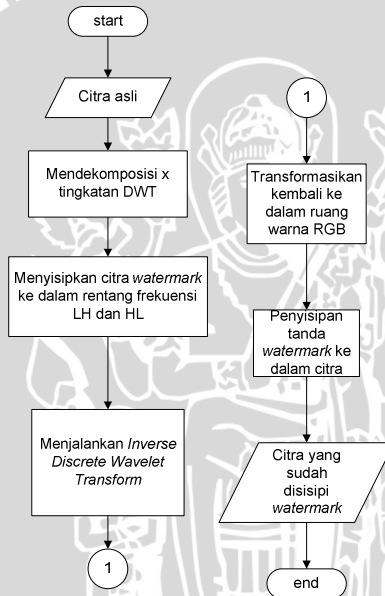 start
Citra asli
Mendekomposisi x
tingkatan DWT
Menyisipkan citra watermark
ke dalam rentang frekuensi
LH dan HL
Menjalankan Inverse
Discrete Wavelet
Transform
1
1
Transformasikan
kembali ke
dalam ruang
warna RGB
Penyisipan
tanda
watermark ke
dalam citra
Citra yang
sudah
disisipi
watermark
end